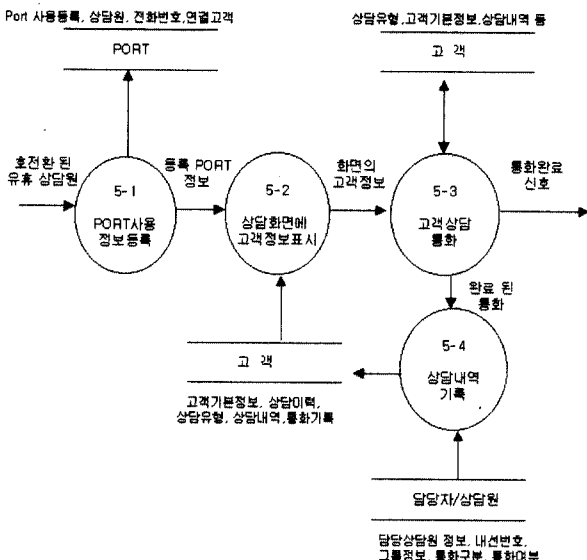 Port 사용등록, 상담원, 전화번호,연결고객
PORT
상담유형,고객기본정보,상담내역 등
고 객
호전환 된
유휴 상담원
5-1
PORT사용
정보등록
등록 PORT
정보
5-2
상담화면에
고객정보표시
화면의
고객정보
5-3
고객상담
통화
통화완료
신호
완료 된
통화
5-4
상담내역
기록
고 객
고객기본정보, 상담이력,
상담유형, 상담내역,통화기록
담당자/상담원
담당상담원 정보, 내선번호,
그룹정보, 통화구분, 통화여부